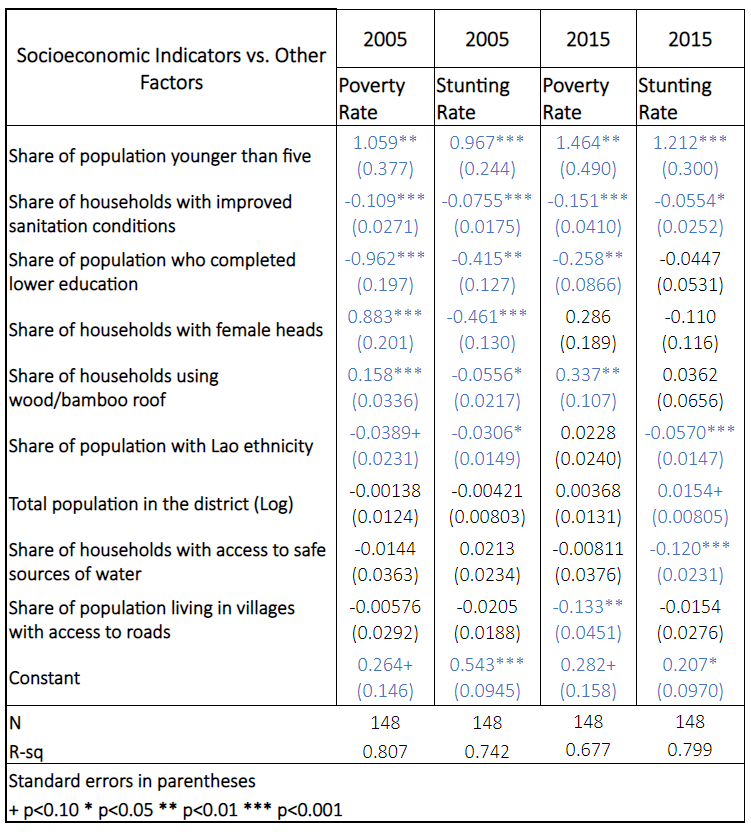 Socioeconomic Indicators vs. Other Factors 2005 2005 2015 2015
Poverty Rate Stunting Rate Poverty Rate Stunting Rate
Share of population younger than five 1.059** 0.967*** 1.464** 1.212***
(0.377) (0.244) (0.490) (0.300)
Share of households with improved sanitation conditions -0.109*** -0.0755*** -0.151*** -0.0554*
(0.0271) (0.0175) (0.0410) (0.0252)
Share of population who completed lower education -0.962*** -0.415** -0.258** -0.0447
(0.197) (0.127) (0.0866) (0.0531)
Share of households with female heads 0.883*** -0.461*** 0.286 -0.110
(0.201) (0.130) (0.189) (0.116)
Share of households using wood/bamboo roof 0.158*** -0.0556* 0.337** 0.0362
(0.0336) (0.0217) (0.107) (0.0656)
Share of population with Lao ethnicity -0.0389+ -0.0306* 0.0228 -0.0570***
(0.0231) (0.0149) (0.0240) (0.0147)
Total population in the district (Log) -0.00138 -0.00421 0.00368 0.0154+
(0.0124) (0.00803) (0.0131) (0.00805)
Share of households with access to safe sources of water -0.0144 0.0213 -0.00811 -0.120***
(0.0363) (0.0234) (0.0376) (0.0231)
Share of population living in villages with access to roads -0.00576 -0.0205 -0.133** -0.0154
(0.0292) (0.0188) (0.0451) (0.0276)
Constant 0.264+ 0.543*** 0.282+ 0.207*
(0.146) (0.0945) (0.158) (0.0970)
N 148 148 148 148
R-sq 0.807 0.742 0.677 0.799
Standard errors in parentheses
+ p<0.10 * p<0.05 ** p<0.01 *** p<0.001